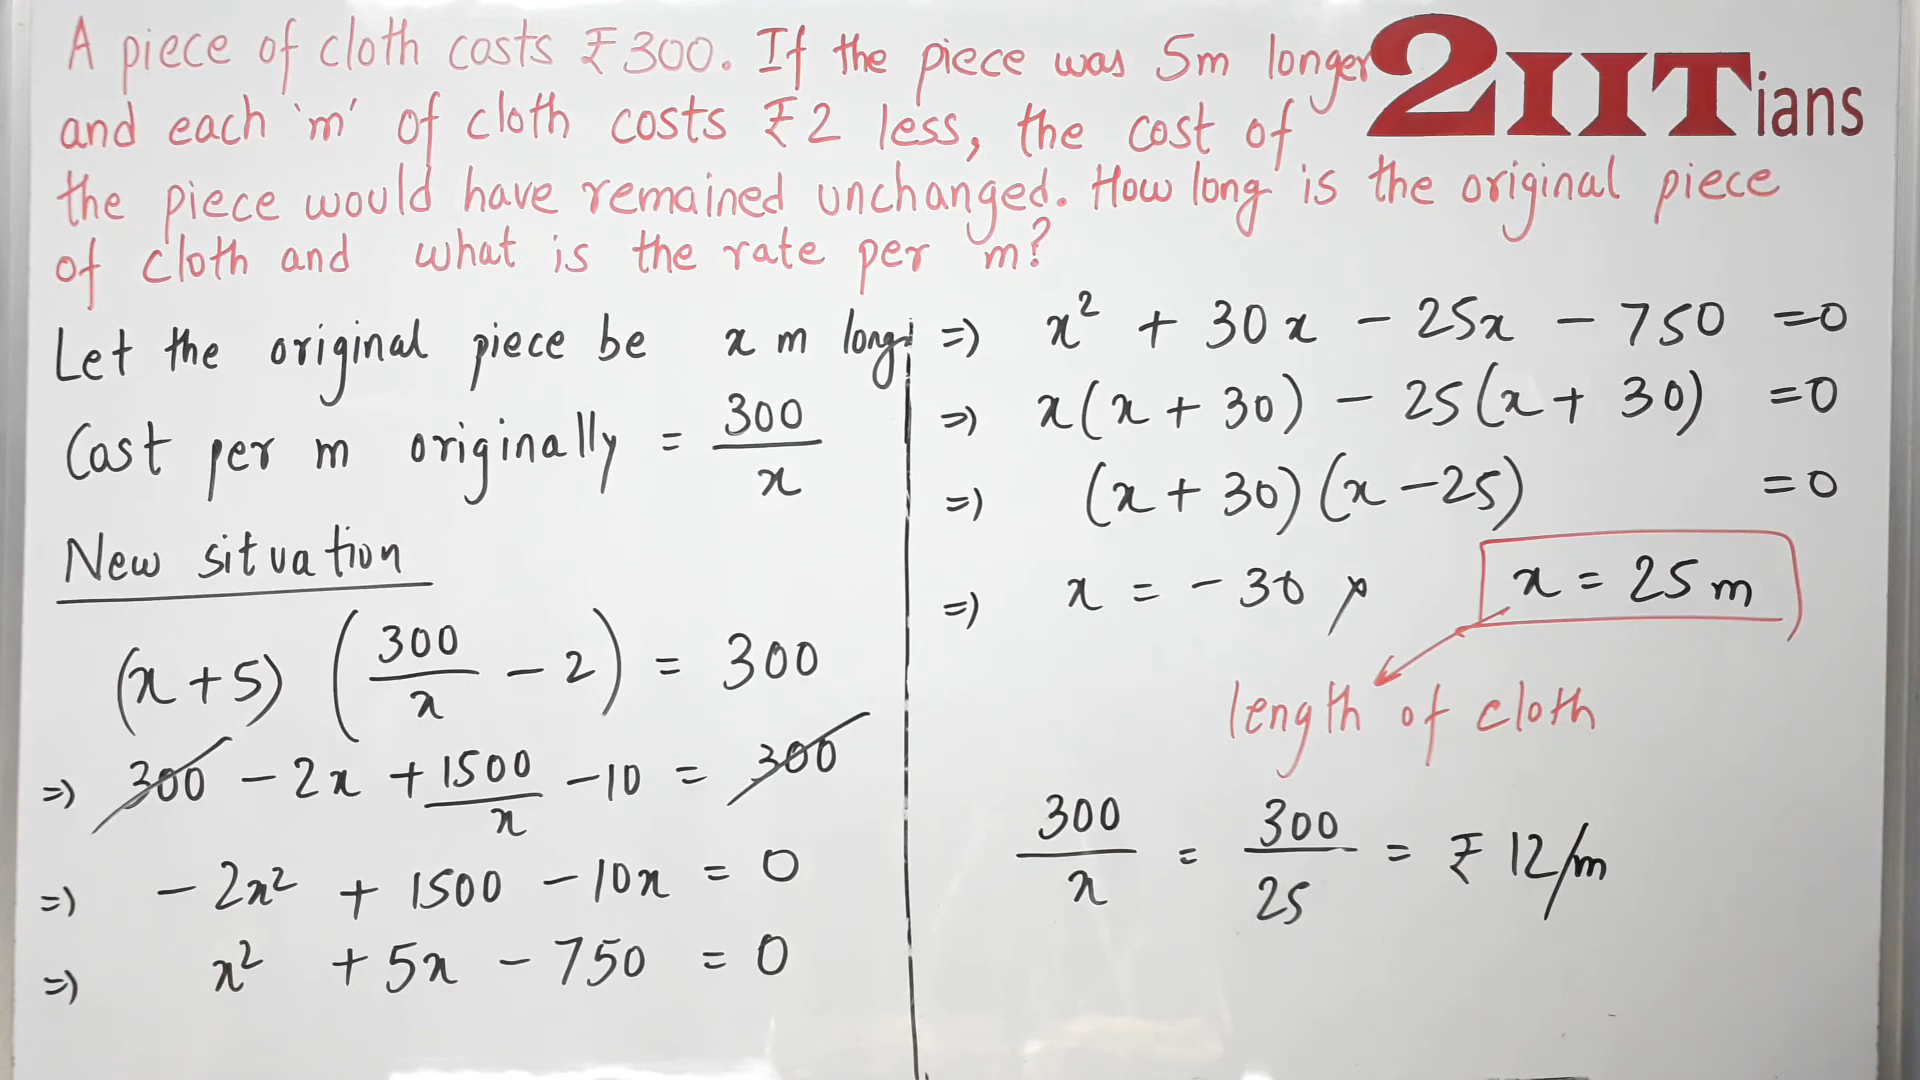 A piece of cloth costs ₹300. If the piece was 5m longer
and each 'm' of cloth costs ₹2 less, the cost of
the piece would have remained unchanged. How long is the original piece
of cloth and what is the rate per m?
2IITians
Let the original piece be x m long
Cost per m originally = 300/x
New situation
(x+5) (300/x - 2) = 300
=> 300 - 2x + 1500/x - 10 = 300
=> - 2x² + 1500 - 10x = 0
=> x² + 5x - 750 = 0
=> x² + 30x - 25x - 750 = 0
=> x(x + 30) - 25(x + 30) = 0
=> (x + 30)(x - 25) = 0
=> x = - 30 x
x = 25 m
length of cloth
300/x = 300/25 = ₹ 12/m